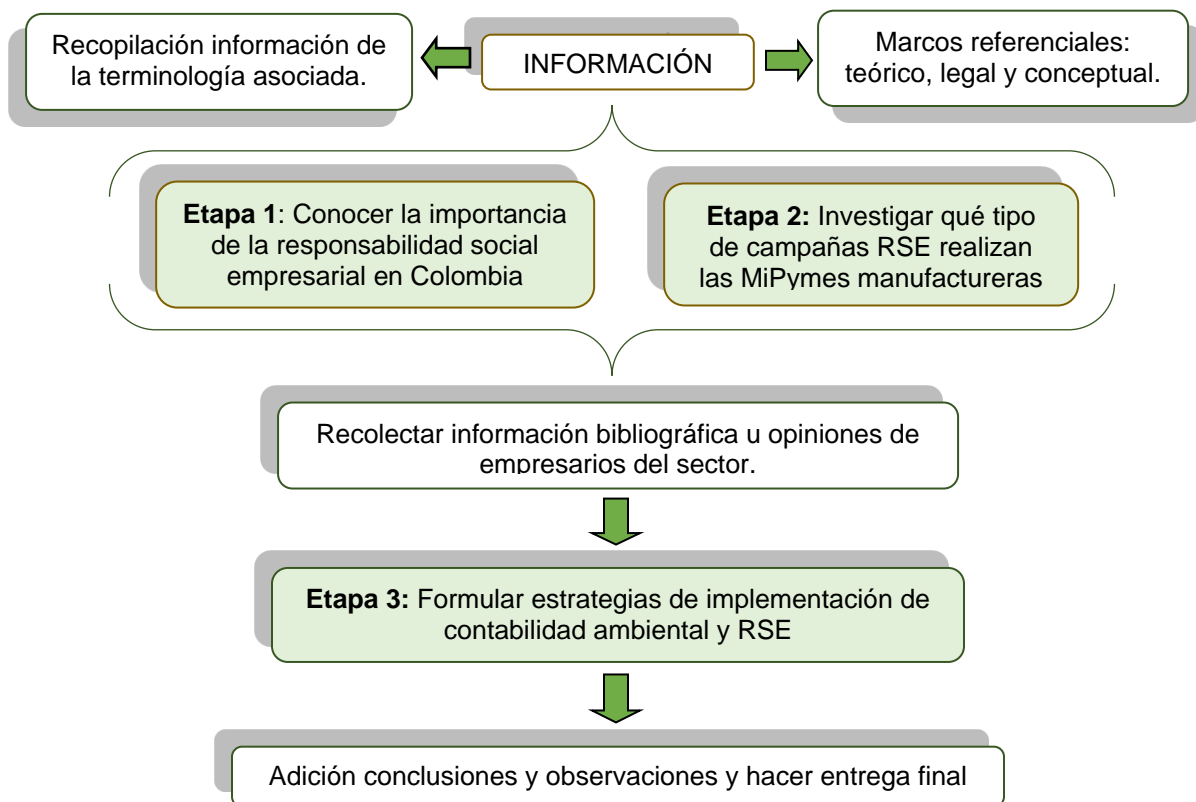 Recopilación información de
la terminología asociada.
INFORMACIÓN
Marcos referenciales:
teórico, legal y conceptual.
Etapa 1: Conocer la importancia
de la responsabilidad social
empresarial en Colombia
Etapa 2: Investigar qué tipo
de campañas RSE realizan
las MiPymes manufactureras
Recolectar información bibliográfica u opiniones de
empresarios del sector.
Etapa 3: Formular estrategias de implementación de
contabilidad ambiental y RSE
Adición conclusiones y observaciones y hacer entrega final